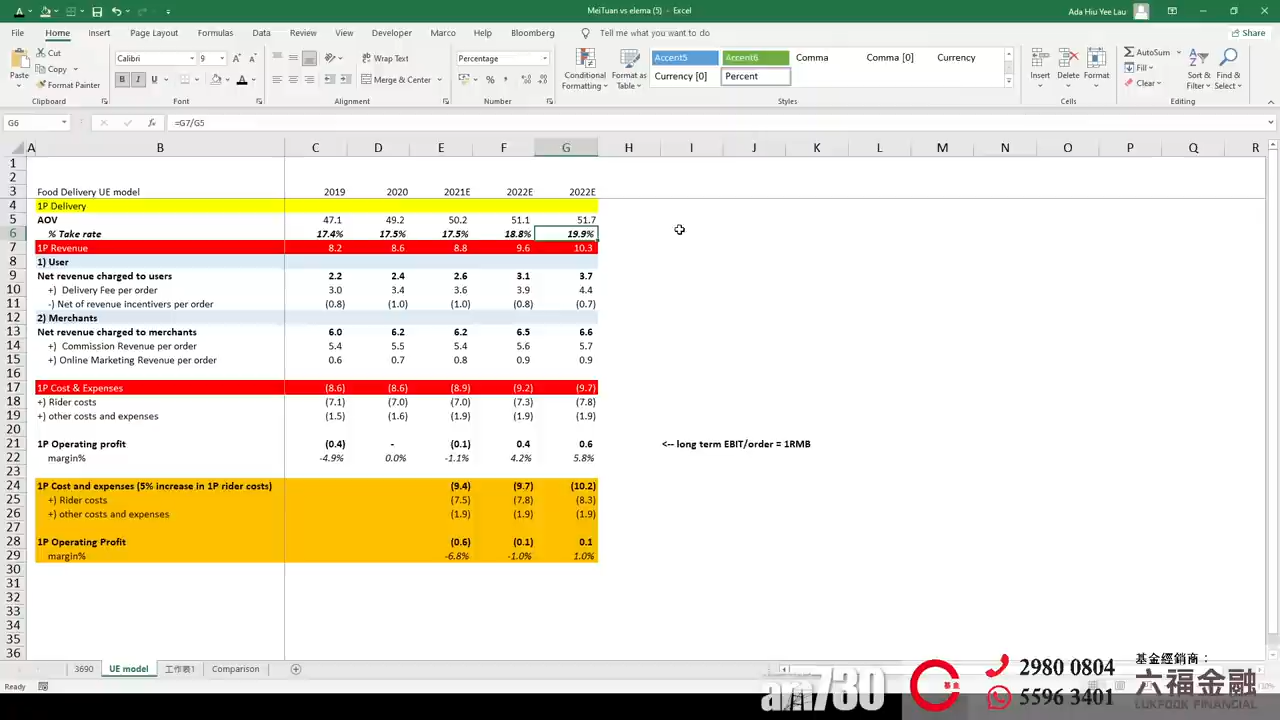 MeiTuan vs elema (5) - Excel
Ada Hiu Yee Lau
File Home Insert Page Layout Formulas Data Review View Developer Marco Help Bloomberg Tell me what you want to do Share
Paste Cut Copy Format Painter Clipboard
Calibri 9 B I U Font
Wrap Text Merge & Center Alignment
Percentage Number
Conditional Formatting Format as Table
Accent5 Accent6 Comma Comma [0] Currency
Currency [0] Percent
Styles
Insert Delete Format Cells
AutoSum Fill Clear Sort & Filter Find & Select Editing
G6 =G7/G5
A B C D E F G H I J K L M N O P Q R
1
2
3 Food Delivery UE model 2019 2020 2021E 2022E 2022E
4 1P Delivery
5 AOV 47.1 49.2 50.2 51.1 51.7
6 % Take rate 17.4% 17.5% 17.5% 18.8% 19.9%
7 1P Revenue 8.2 8.6 8.8 9.6 10.3
8 1) User
9 Net revenue charged to users 2.2 2.4 2.6 3.1 3.7
10 +) Delivery Fee per order 3.0 3.4 3.6 3.9 4.4
11 -) Net of revenue incentivers per order (0.8) (1.0) (1.0) (0.8) (0.7)
12 2) Merchants
13 Net revenue charged to merchants 6.0 6.2 6.2 6.5 6.6
14 +) Commission Revenue per order 5.4 5.5 5.4 5.6 5.7
15 +) Online Marketing Revenue per order 0.6 0.7 0.8 0.9 0.9
16
17 1P Cost & Expenses (8.6) (8.6) (8.9) (9.2) (9.7)
18 +) Rider costs (7.1) (7.0) (7.0) (7.3) (7.8)
19 +) other costs and expenses (1.5) (1.6) (1.9) (1.9) (1.9)
20
21 1P Operating profit (0.4) - (0.1) 0.4 0.6 <-- long term EBIT/order = 1RMB
22 margin% -4.9% 0.0% -1.1% 4.2% 5.8%
23
24 1P Cost and expenses (5% increase in 1P rider costs) (9.4) (9.7) (10.2)
25 +) Rider costs (7.5) (7.8) (8.3)
26 +) other costs and expenses (1.9) (1.9) (1.9)
27
28 1P Operating Profit (0.6) (0.1) 0.1
29 margin% -6.8% -1.0% 1.0%
30
31
32
33
34
35
36
3690 UE model 工作表1 Comparison
Ready
am730
基金
2980 0804
5596 3401
基金經銷商：
六福金融
LUKFOOK FINANCIAL